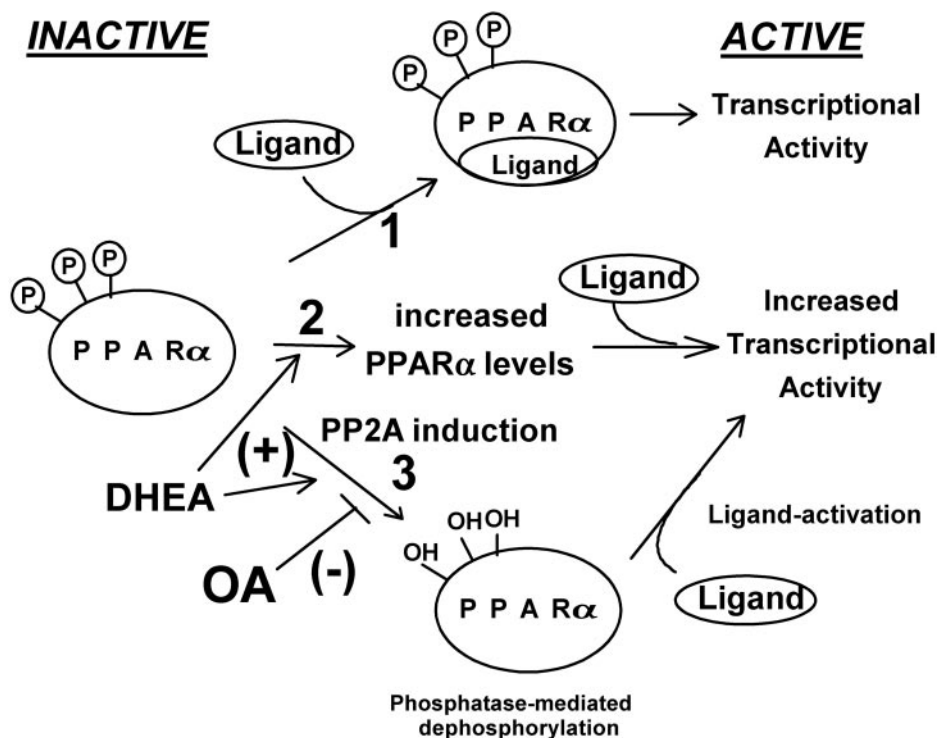 INACTIVE
ACTIVE
P P P
P P A Rα
Ligand
Transcriptional
Activity
Ligand
1
P P P
P P A Rα
2
increased
PPARα levels
Ligand
Increased
Transcriptional
Activity
PP2A induction
(+)
3
DHEA
OA
(-)
OH OH OH
P P A Rα
Ligand-activation
Ligand
Phosphatase-mediated
dephosphorylation